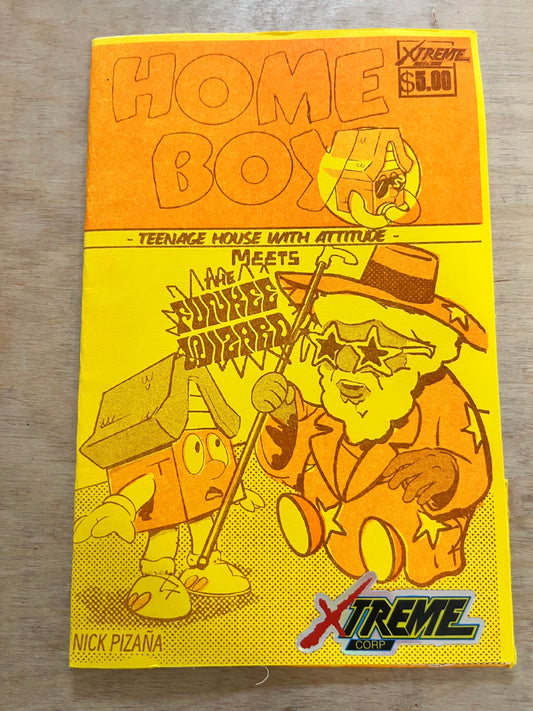 HOME
BOX
XTREME
$5.00
- TEENAGE HOUSE WITH ATTITUDE -
MEETS
THE
FUNKEE
WIZARD
XTREME
CORP
NICK PIZAÑA